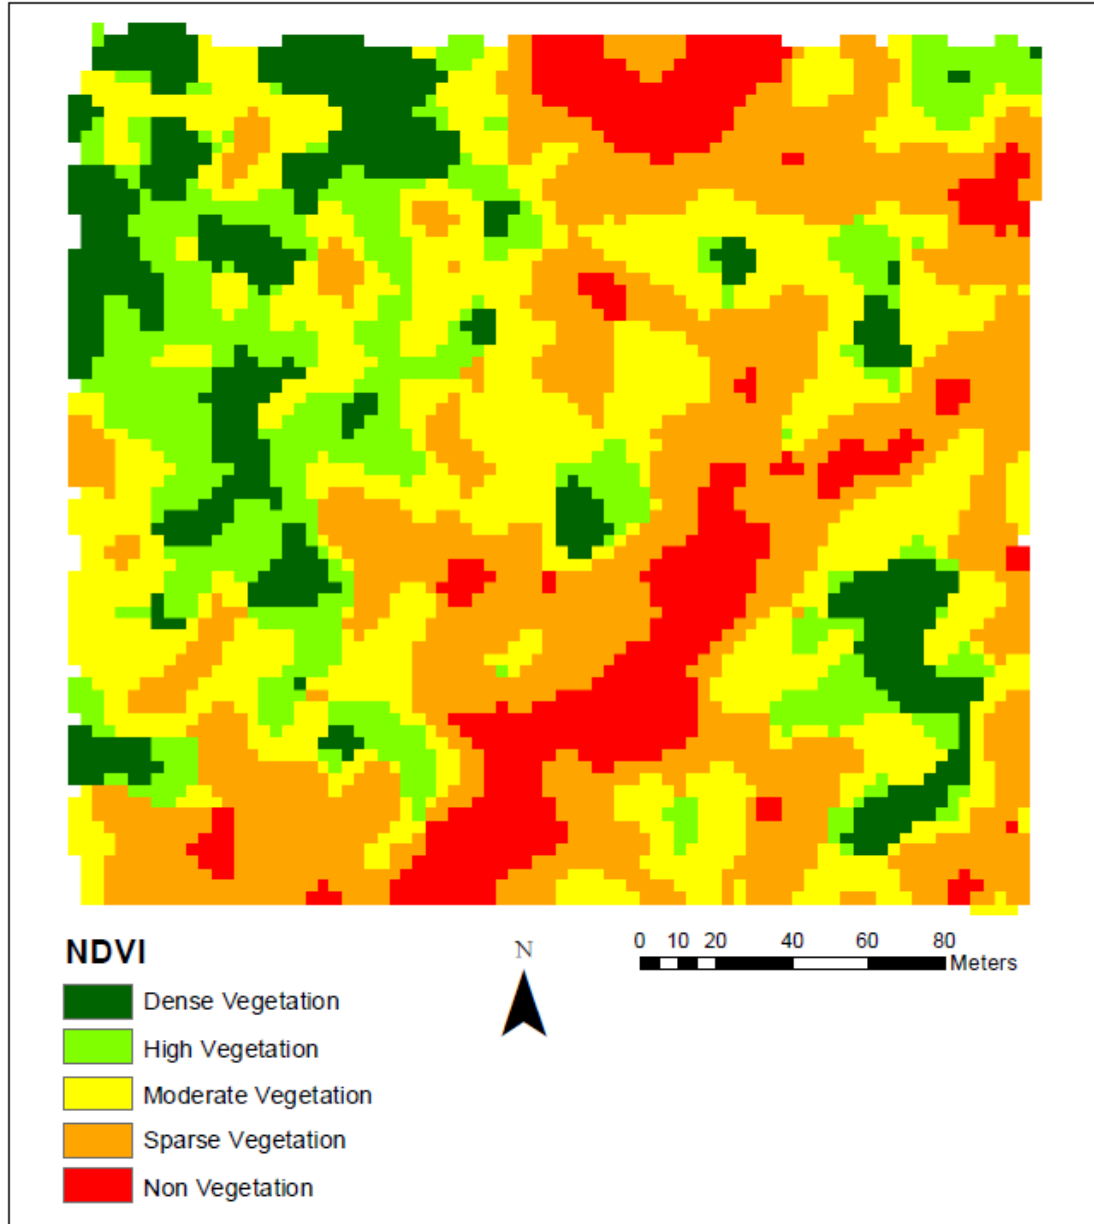 NDVI
Dense Vegetation
High Vegetation
Moderate Vegetation
Sparse Vegetation
Non Vegetation
N
0 10 20 40 60 80
Meters